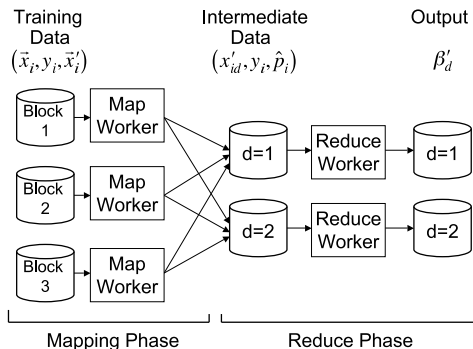 Training Data
(x⃗ᵢ, yᵢ, x⃗ᵢ′)
Intermediate Data
(x′ᵢd, yᵢ, p̂ᵢ)
Output
β′d
Block 1
Map Worker
Block 2
Map Worker
Block 3
Map Worker
d=1
Reduce Worker
d=1
d=2
Reduce Worker
d=2
Mapping Phase
Reduce Phase